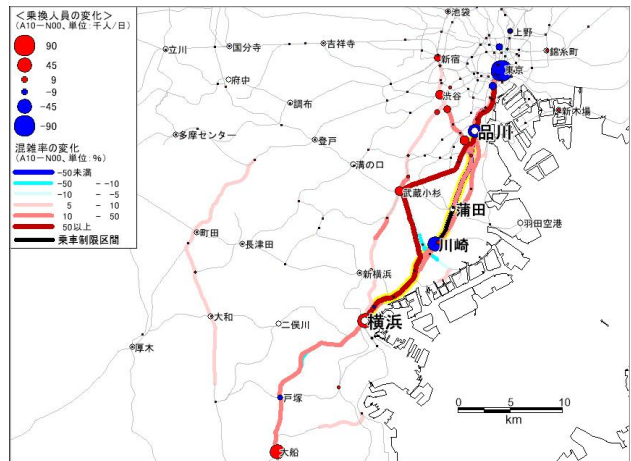 ＜乗換人員の変化＞
(A10－N00、単位：千人/日)
90
45
9
-9
-45
-90
混雑率の変化
(A10－N00、単位：%)
-50未満
-50 - -10
-10 - -5
5 - 10
10 - 50
50以上
乗車制限区間
池袋
上野
立川
国分寺
吉祥寺
新宿
錦糸町
東京
府中
渋谷
調布
新木場
品川
多摩センター
登戸
溝の口
武蔵小杉
蒲田
町田
羽田空港
長津田
川崎
新横浜
大和
二俣川
横浜
厚木
戸塚
0 5 10
km
大船